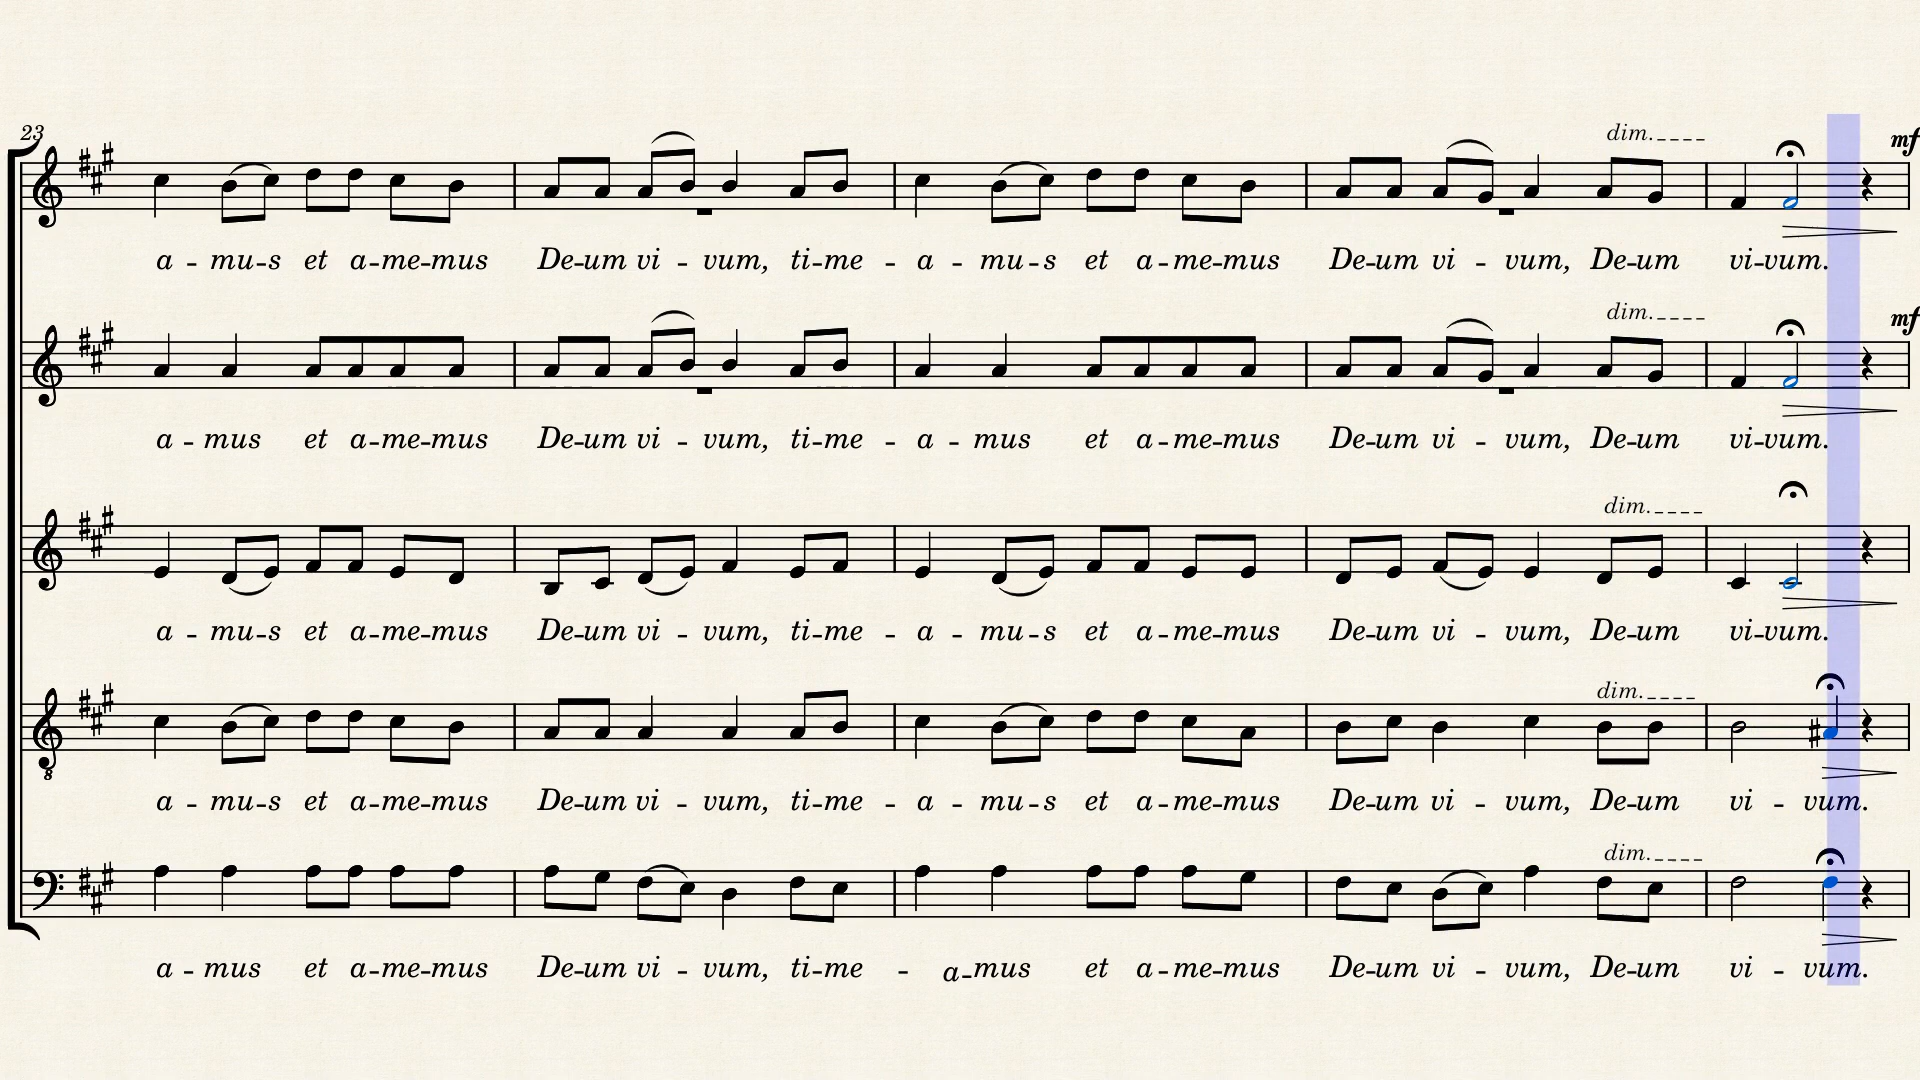 23
dim.
mf
a - mu-s et a-me-mus De-um vi - vum, ti-me - a - mu-s et a-me-mus De-um vi - vum, De-um vi-vum.
dim.
mf
a - mus et a-me-mus De-um vi - vum, ti-me - a - mus et a-me-mus De-um vi - vum, De-um vi-vum.
dim.
a - mu-s et a-me-mus De-um vi - vum, ti-me - a - mu-s et a-me-mus De-um vi - vum, De-um vi-vum.
dim.
8
a - mu-s et a-me-mus De-um vi - vum, ti-me - a - mu-s et a-me-mus De-um vi - vum, De-um vi - vum.
dim.
a - mus et a-me-mus De-um vi - vum, ti-me - a-mus et a-me-mus De-um vi - vum, De-um vi - vum.